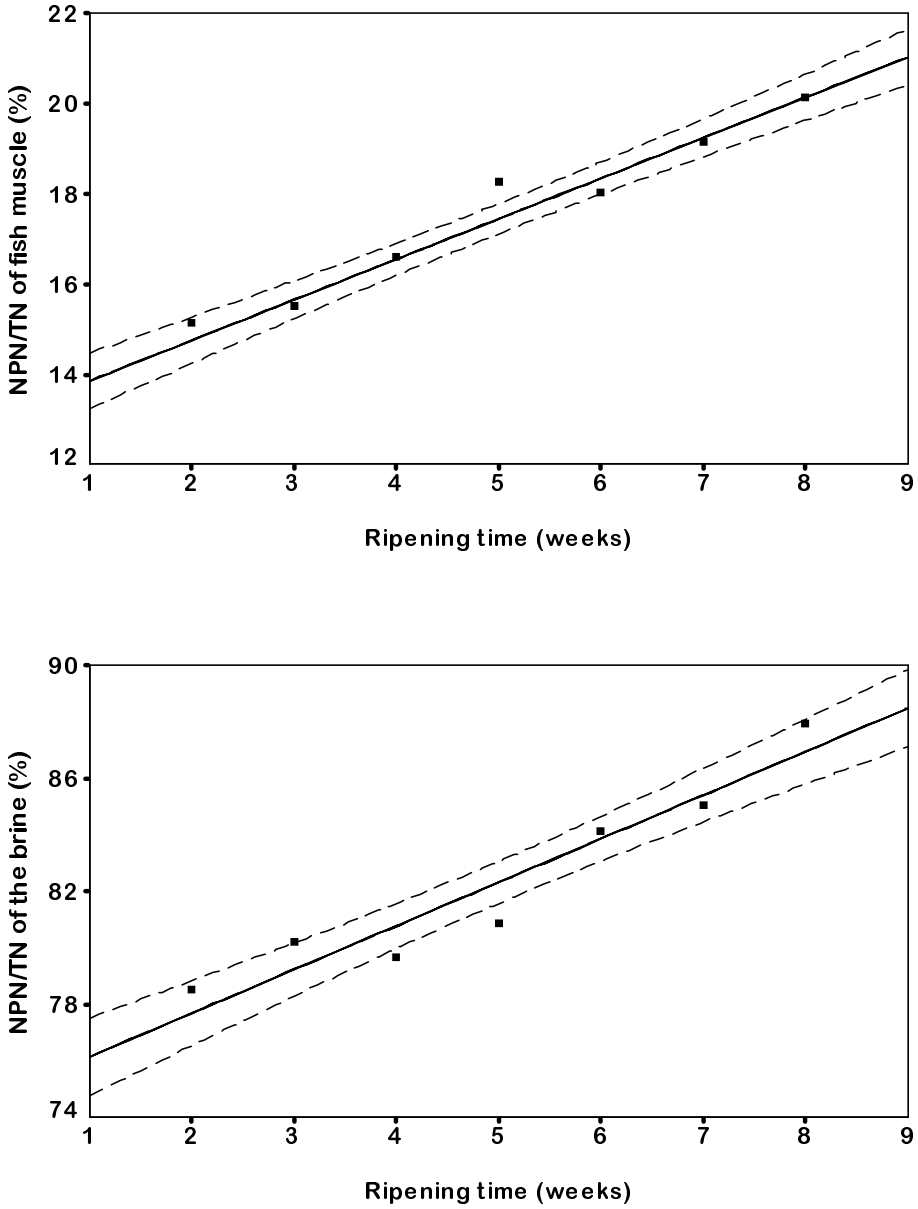 NPN/TN of fish muscle (%)
22
20
18
16
14
12
1 2 3 4 5 6 7 8 9
Ripening time (weeks)
NPN/TN of the brine (%)
90
86
82
78
74
1 2 3 4 5 6 7 8 9
Ripening time (weeks)